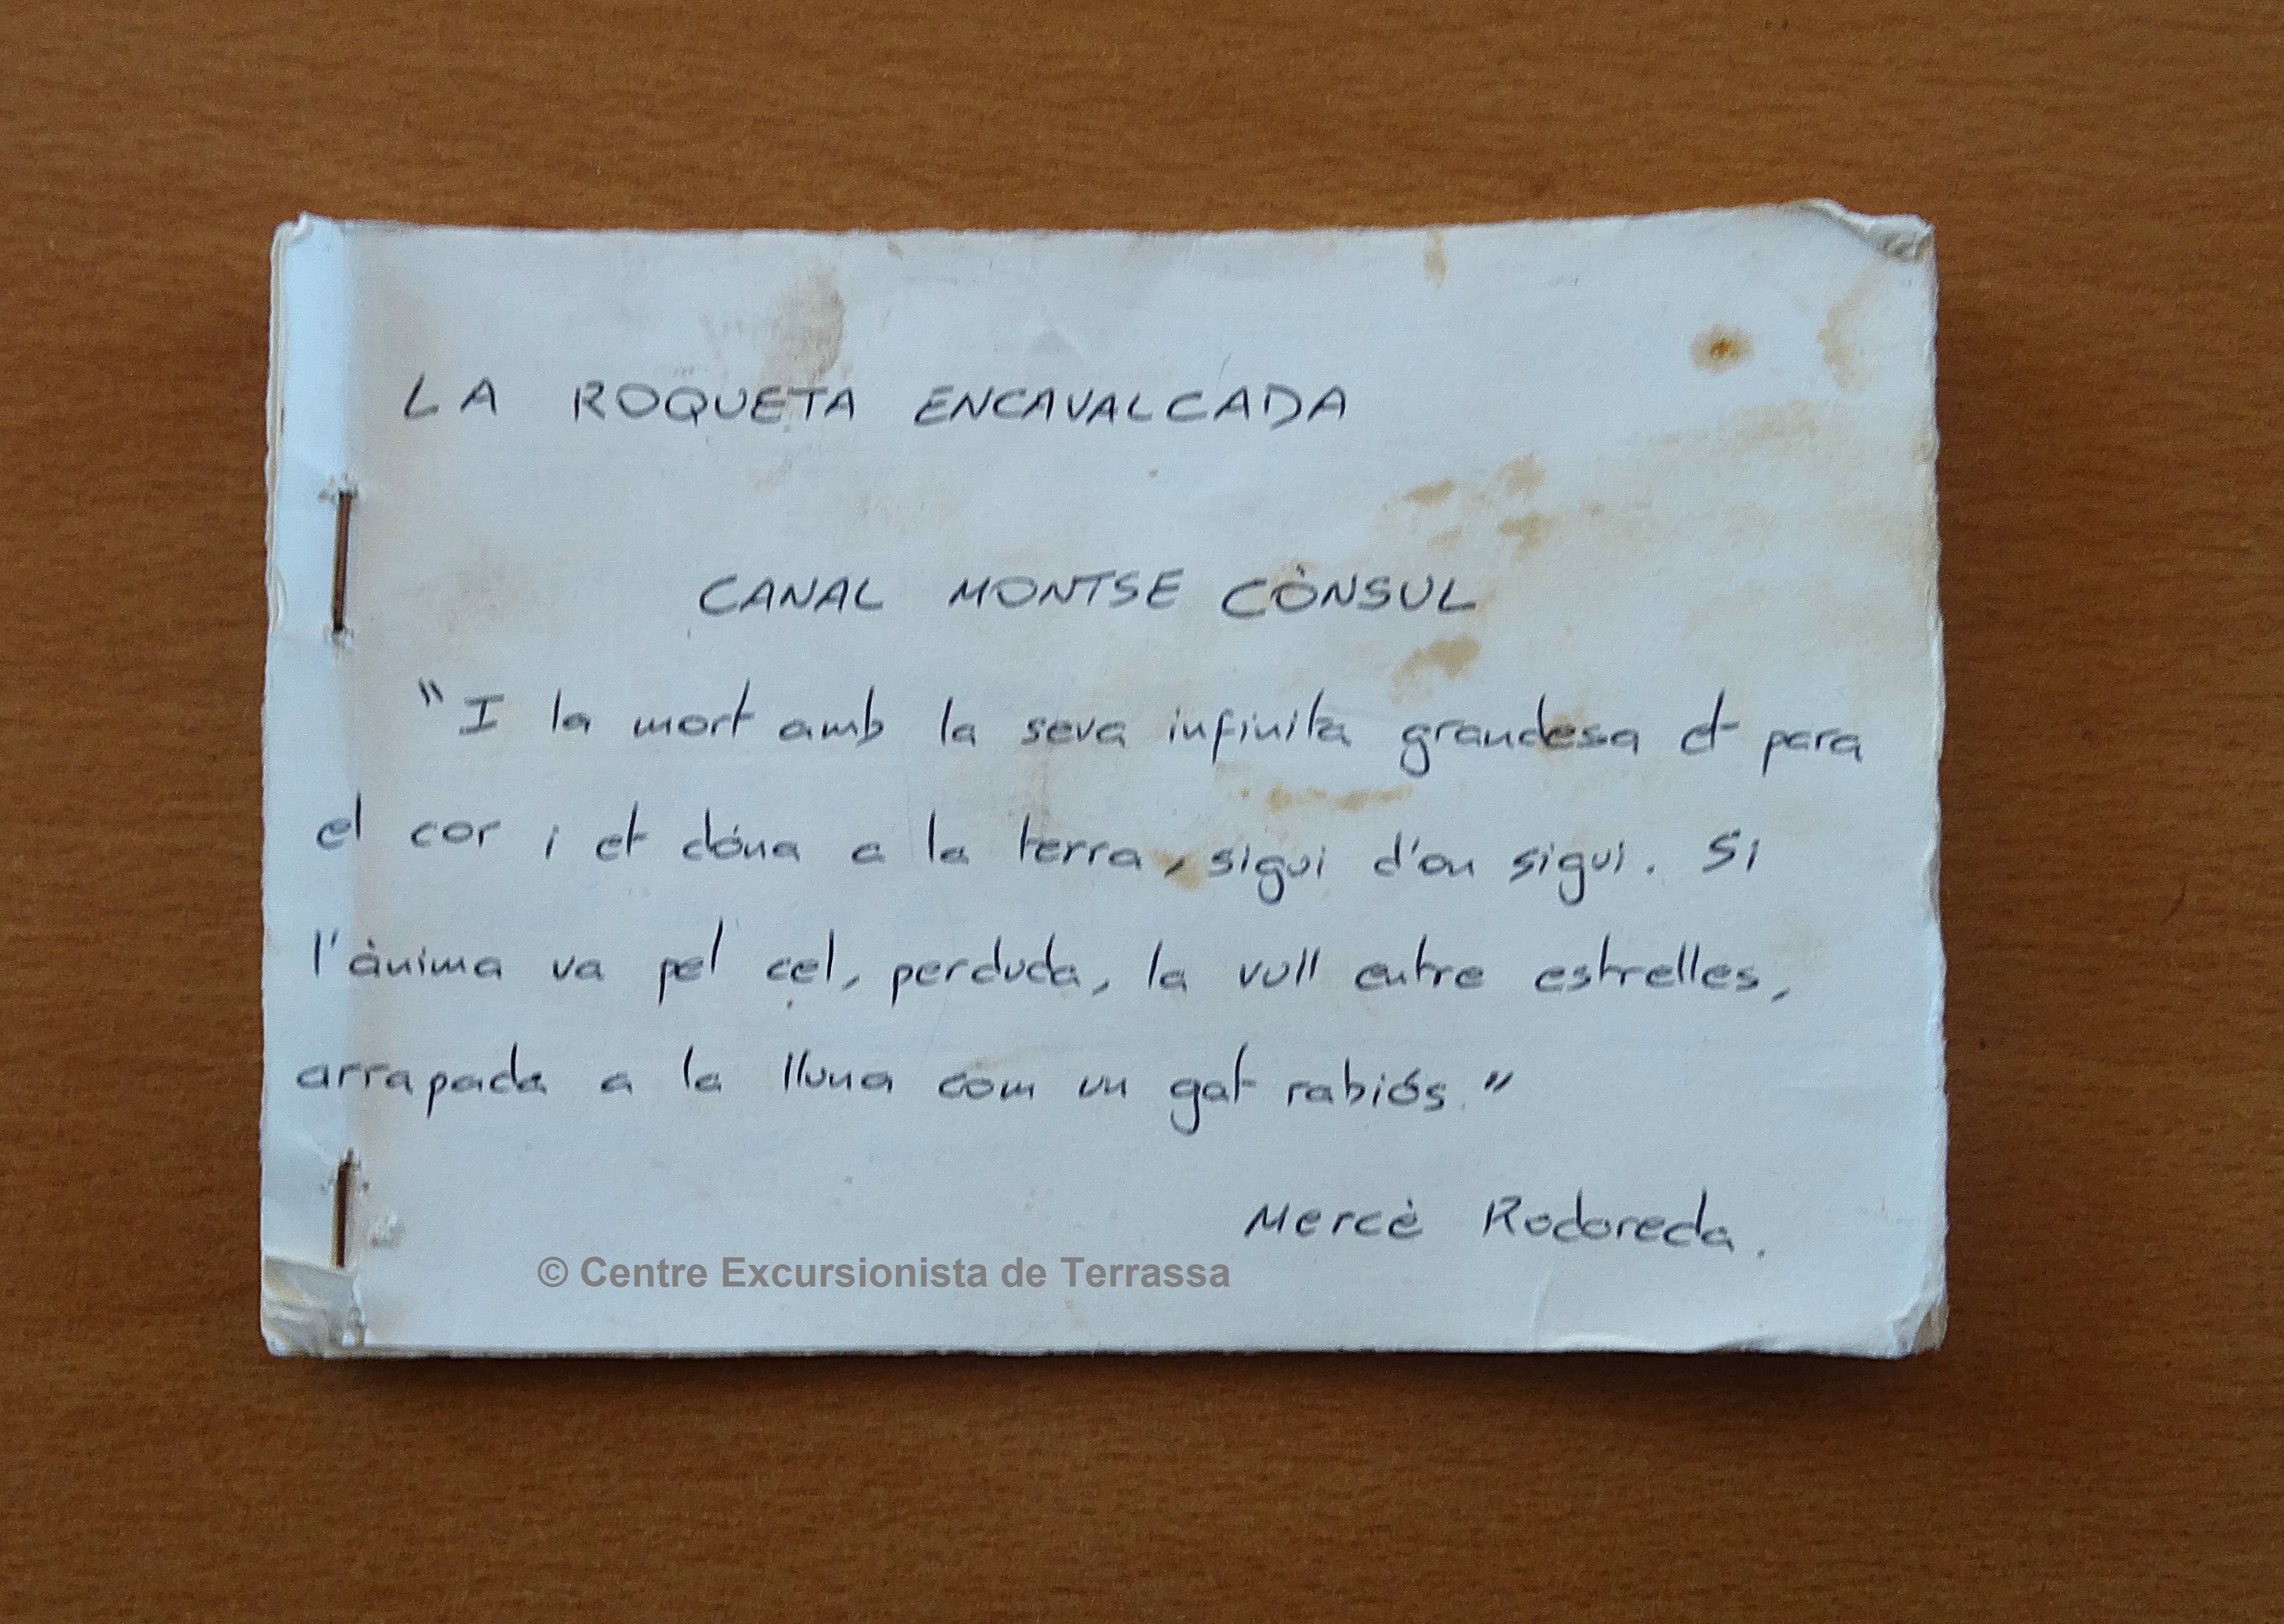 LA ROQUETA ENCAVALCADA
CANAL MONTSE CÒNSUL
"I la mort amb la seva infinita grandesa et para
el cor i et dóna a la terra, sigui d'on sigui. Si
l'ànima va pel cel, perduda, la vull entre estrelles,
arrapada a la lluna com un gat rabiós."
Mercè Rodoreda.
© Centre Excursionista de Terrassa